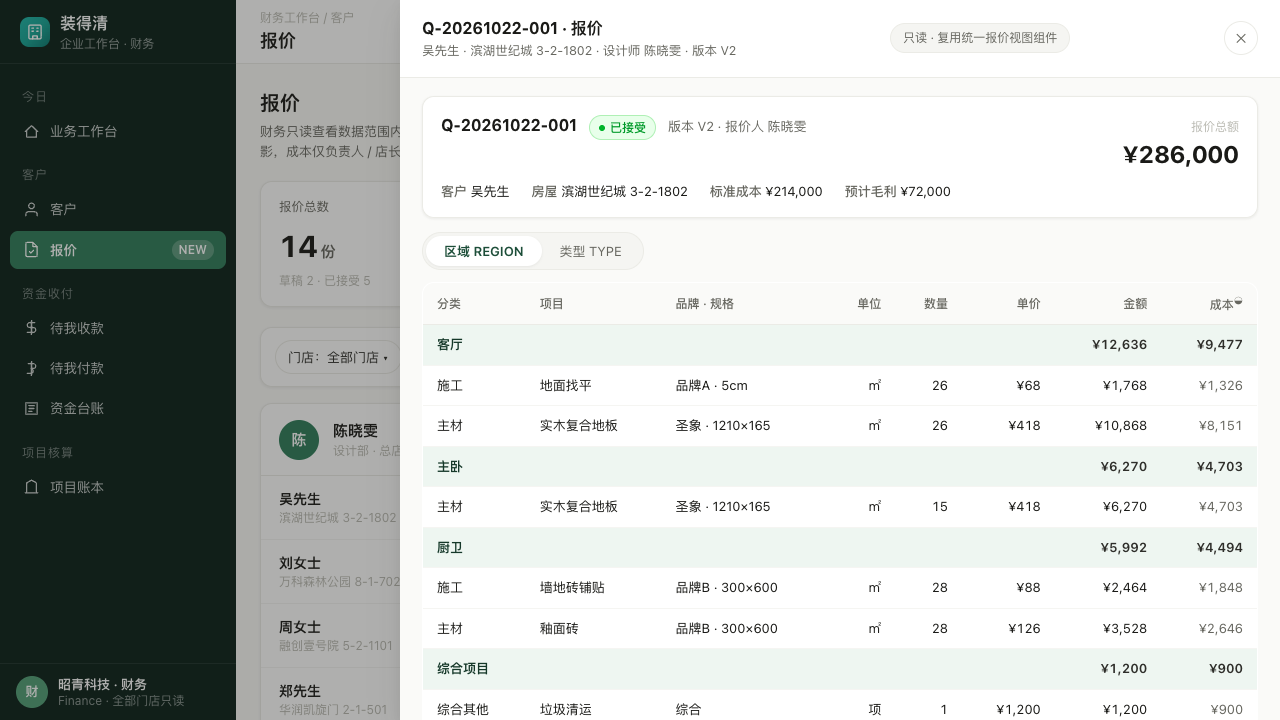 装得清
企业工作台 · 财务
今日
业务工作台
客户
客户
报价 NEW
资金收付
待我收款
待我付款
资金台账
项目核算
项目账本
财
昭青科技 · 财务
Finance · 全部门店只读
财务工作台 / 客户
报价
报价
财务只读查看数据范围内
影，成本仅负责人 / 店长
报价总数
14 份
草稿 2 · 已接受 5
门店: 全部门店
陈
陈晓雯
设计部 · 总店
吴先生
滨湖世纪城 3-2-1802
刘女士
万科森林公园 8-1-702
周女士
融创壹号院 5-2-1101
郑先生
华润凯旋门 2-1-501
Q-20261022-001 · 报价
吴先生 · 滨湖世纪城 3-2-1802 · 设计师 陈晓雯 · 版本 V2
只读 · 复用统一报价视图组件
Q-20261022-001 已接受 版本 V2 · 报价人 陈晓雯
报价总额
¥286,000
客户 吴先生 房屋 滨湖世纪城 3-2-1802 标准成本 ¥214,000 预计毛利 ¥72,000
区域 REGION 类型 TYPE
分类 项目 品牌 · 规格 单位 数量 单价 金额 成本
客厅 ¥12,636 ¥9,477
施工 地面找平 品牌A · 5cm ㎡ 26 ¥68 ¥1,768 ¥1,326
主材 实木复合地板 圣象 · 1210×165 ㎡ 26 ¥418 ¥10,868 ¥8,151
主卧 ¥6,270 ¥4,703
主材 实木复合地板 圣象 · 1210×165 ㎡ 15 ¥418 ¥6,270 ¥4,703
厨卫 ¥5,992 ¥4,494
施工 墙地砖铺贴 品牌B · 300×600 ㎡ 28 ¥88 ¥2,464 ¥1,848
主材 釉面砖 品牌B · 300×600 ㎡ 28 ¥126 ¥3,528 ¥2,646
综合项目 ¥1,200 ¥900
综合其他 垃圾清运 综合 项 1 ¥1,200 ¥1,200 ¥900